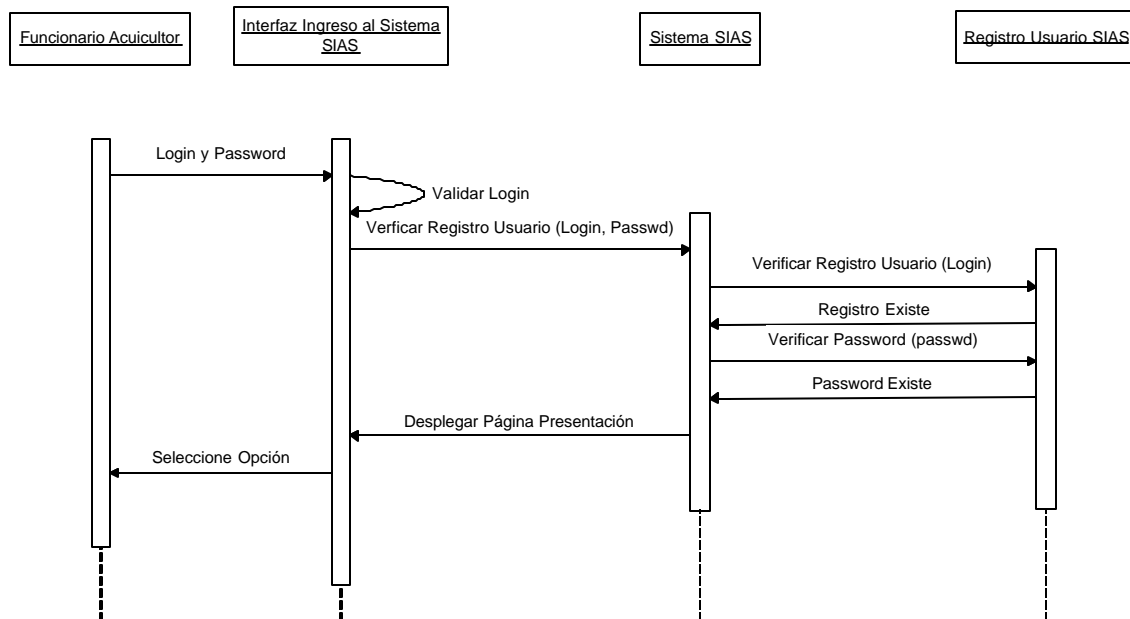 Funcionario Acuicultor
Interfaz Ingreso al Sistema
SIAS
Sistema SIAS
Registro Usuario SIAS
Login y Password
Validar Login
Verficar Registro Usuario (Login, Passwd)
Verificar Registro Usuario (Login)
Registro Existe
Verificar Password (passwd)
Password Existe
Desplegar Página Presentación
Seleccione Opción